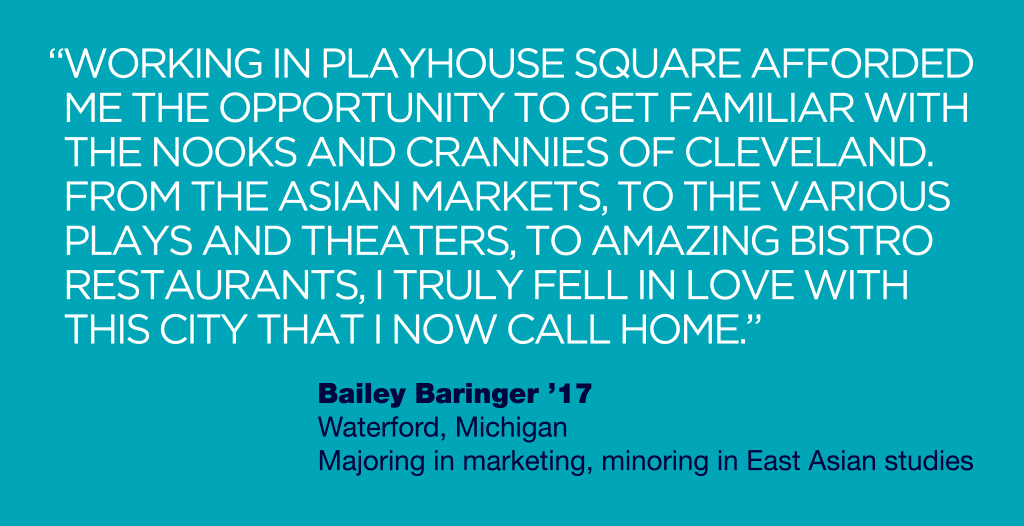 “WORKING IN PLAYHOUSE SQUARE AFFORDED
ME THE OPPORTUNITY TO GET FAMILIAR WITH
THE NOOKS AND CRANNIES OF CLEVELAND.
FROM THE ASIAN MARKETS, TO THE VARIOUS
PLAYS AND THEATERS, TO AMAZING BISTRO
RESTAURANTS, I TRULY FELL IN LOVE WITH
THIS CITY THAT I NOW CALL HOME.”
Bailey Baringer ’17
Waterford, Michigan
Majoring in marketing, minoring in East Asian studies